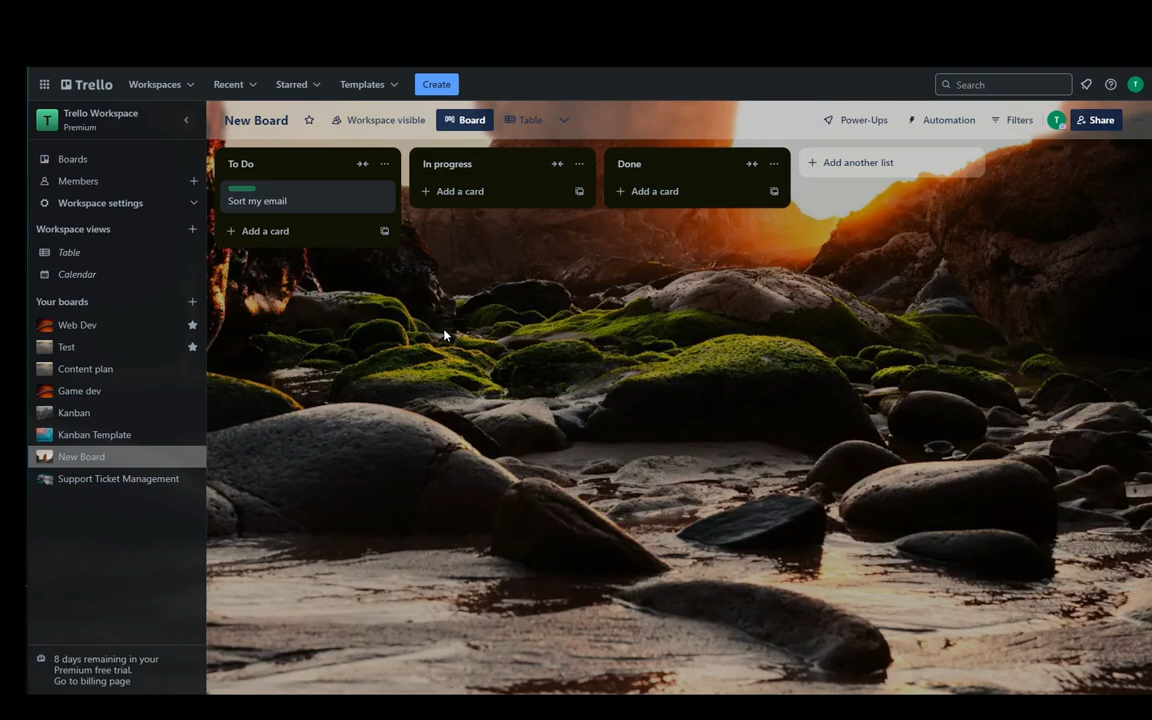 Trello
Workspaces
Recent
Starred
Templates
Create
Search
T
T
Trello Workspace
Premium
New Board
Workspace visible
Board
Table
Power-Ups
Automation
Filters
T
Share
Boards
Members
Workspace settings
Workspace views
Table
Calendar
Your boards
Web Dev
Test
Content plan
Game dev
Kanban
Kanban Template
New Board
Support Ticket Management
8 days remaining in your
Premium free trial.
Go to billing page
To Do
Sort my email
Add a card
In progress
Add a card
Done
Add a card
Add another list